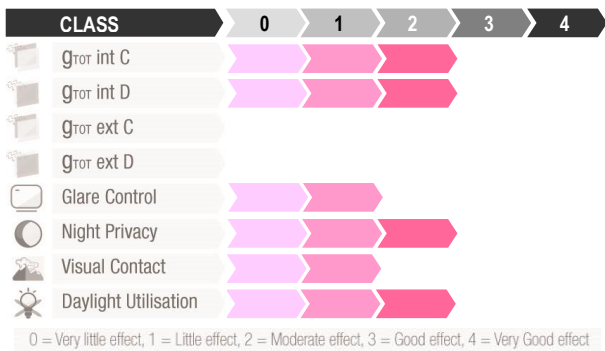 CLASS 0 1 2 3 4
gTOT int C
gTOT int D
gTOT ext C
gTOT ext D
Glare Control
Night Privacy
Visual Contact
Daylight Utilisation
0 = Very little effect, 1 = Little effect, 2 = Moderate effect, 3 = Good effect, 4 = Very Good effect